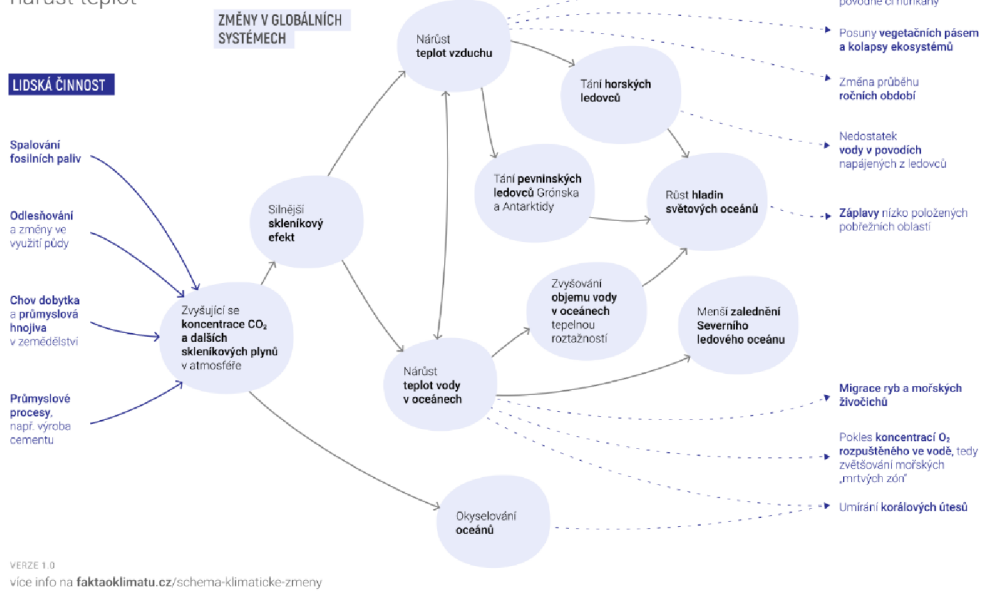 nárůst teplot
ZMĚNY V GLOBÁLNÍCH
SYSTÉMECH
LIDSKÁ ČINNOST
Spalování
fosilních paliv
Odlesňování
a změny ve
využití půdy
Chov dobytka
a průmyslová
hnojiva
v zemědělství
Průmyslové
procesy,
např. výroba
cementu
Zvyšující se
koncentrace CO₂
a dalších
skleníkových plynů
v atmosféře
Silnější
skleníkový
efekt
Nárůst
teplot vzduchu
Tání horských
ledovců
Tání pevninských
ledovců Grónska
a Antarktidy
Růst hladin
světových oceánů
Zvyšování
objemu vody
v oceánech
tepelnou
roztažností
Menší zalednění
Severního
ledového oceánu
Nárůst
teplot vody
v oceánech
Okyselování
oceánů
povodně či hurikány
Posuny vegetačních pásem
a kolapsy ekosystémů
Změna průběhu
ročních období
Nedostatek
vody v povodích
napájených z ledovců
Záplavy nízko položených
pobřežních oblastí
Migrace ryb a mořských
živočichů
Pokles koncentrací O₂
rozpuštěného ve vodě, tedy
zvětšování mořských
„mrtvých zón"
Umírání korálových útesů
VERZE 1.0
více info na faktaoklimatu.cz/schema-klimaticke-zmeny